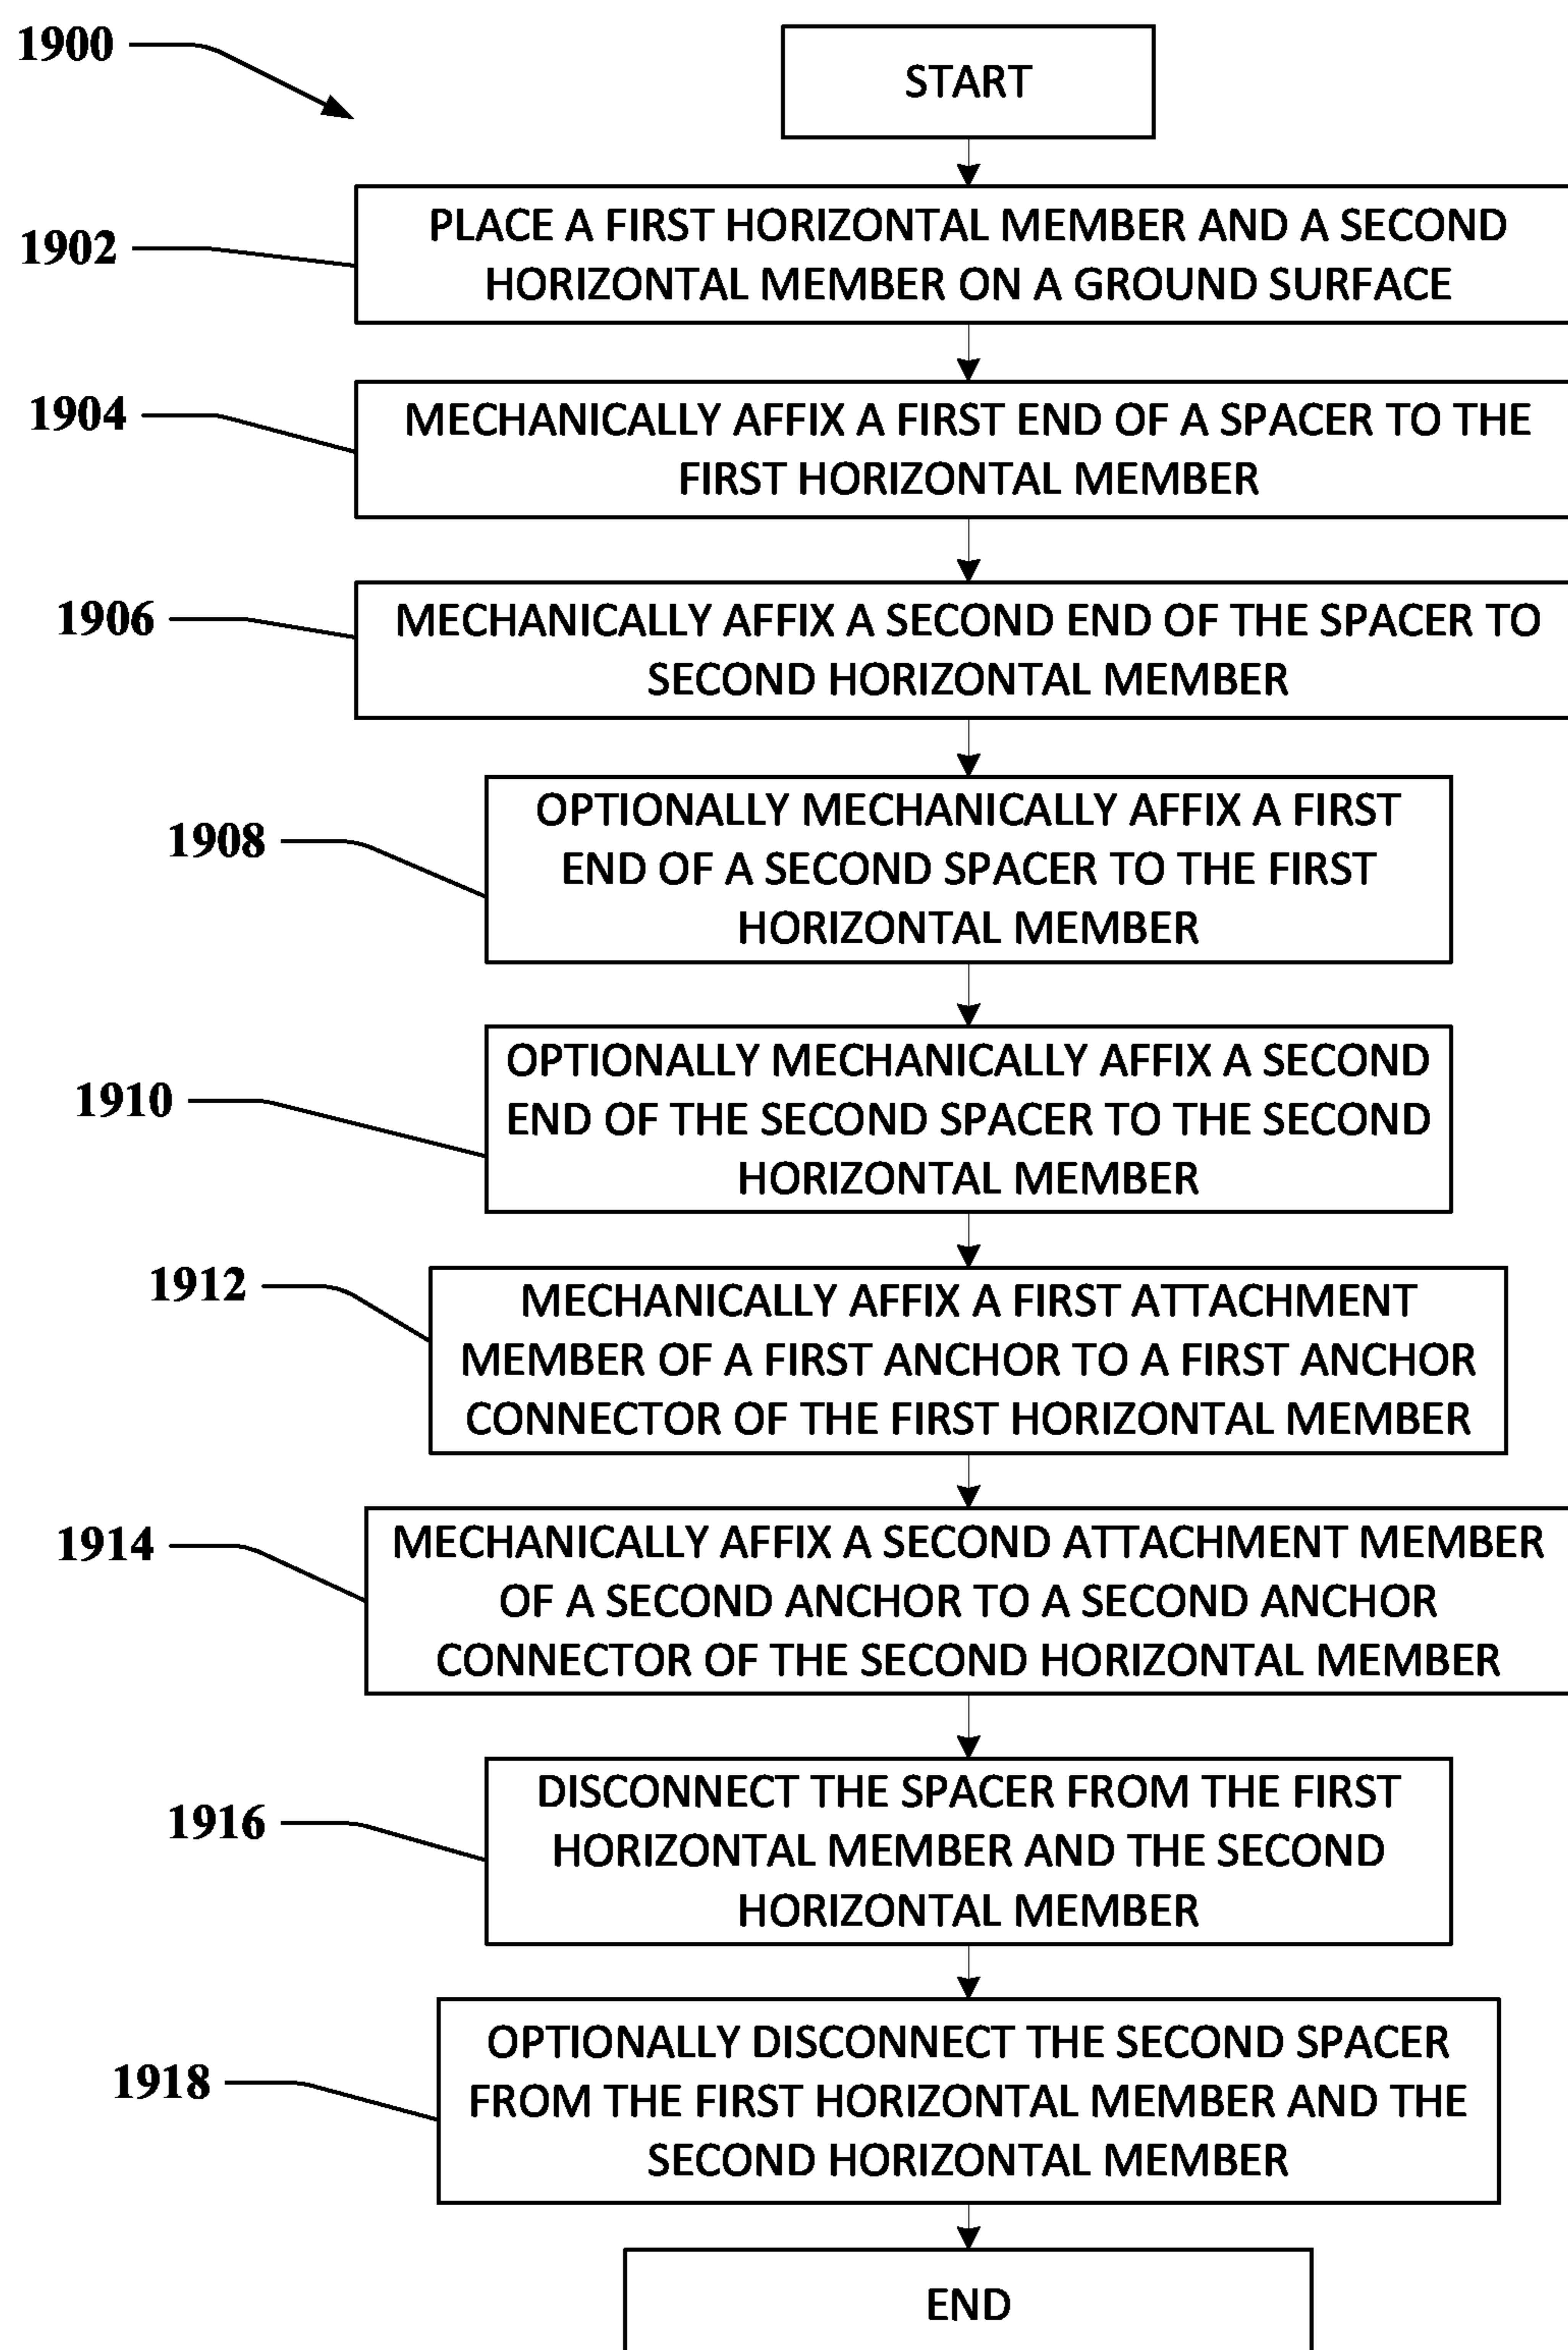 1900
START
1902
PLACE A FIRST HORIZONTAL MEMBER AND A SECOND
HORIZONTAL MEMBER ON A GROUND SURFACE
1904
MECHANICALLY AFFIX A FIRST END OF A SPACER TO THE
FIRST HORIZONTAL MEMBER
1906
MECHANICALLY AFFIX A SECOND END OF THE SPACER TO
SECOND HORIZONTAL MEMBER
1908
OPTIONALLY MECHANICALLY AFFIX A FIRST
END OF A SECOND SPACER TO THE FIRST
HORIZONTAL MEMBER
1910
OPTIONALLY MECHANICALLY AFFIX A SECOND
END OF THE SECOND SPACER TO THE SECOND
HORIZONTAL MEMBER
1912
MECHANICALLY AFFIX A FIRST ATTACHMENT
MEMBER OF A FIRST ANCHOR TO A FIRST ANCHOR
CONNECTOR OF THE FIRST HORIZONTAL MEMBER
1914
MECHANICALLY AFFIX A SECOND ATTACHMENT MEMBER
OF A SECOND ANCHOR TO A SECOND ANCHOR
CONNECTOR OF THE SECOND HORIZONTAL MEMBER
1916
DISCONNECT THE SPACER FROM THE FIRST
HORIZONTAL MEMBER AND THE SECOND
HORIZONTAL MEMBER
1918
OPTIONALLY DISCONNECT THE SECOND SPACER
FROM THE FIRST HORIZONTAL MEMBER AND THE
SECOND HORIZONTAL MEMBER
END